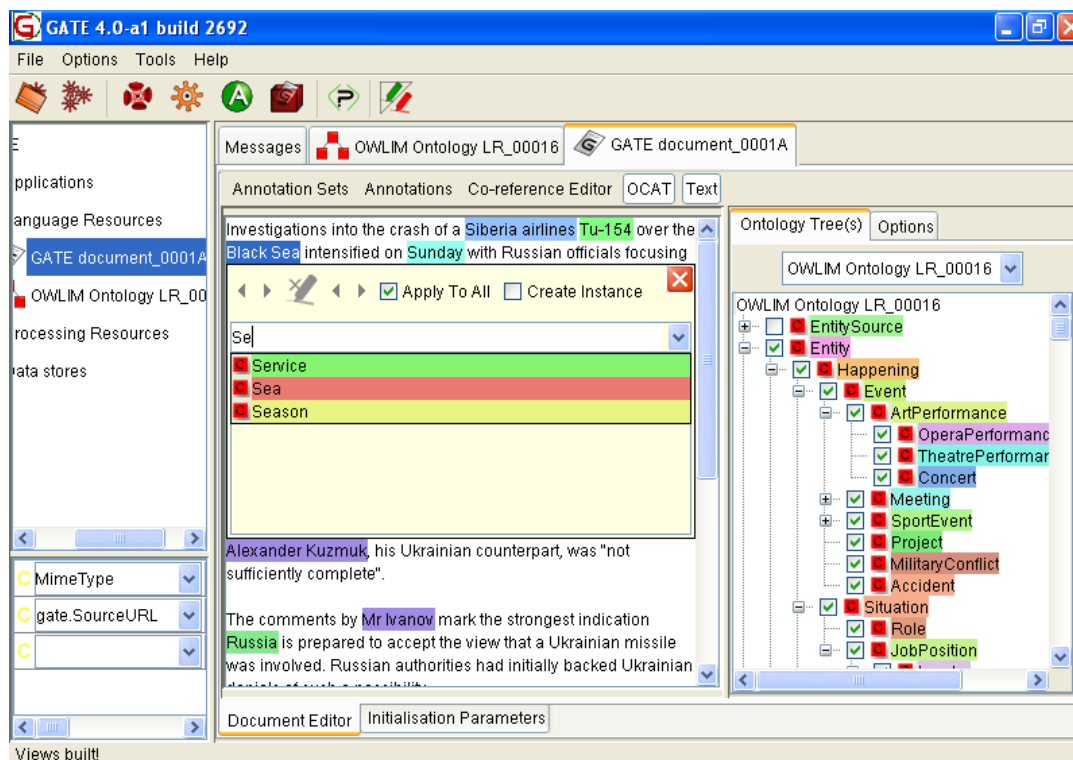 GATE 4.0-a1 build 2692
File Options Tools Help
Messages OWLIM Ontology LR_00016 GATE document_0001A
pplications
anguage Resources
GATE document_0001A
OWLIM Ontology LR_00
rocessing Resources
ata stores
MimeType
gate.SourceURL
Annotation Sets Annotations Co-reference Editor OCAT Text
Investigations into the crash of a Siberia airlines Tu-154 over the
Black Sea intensified on Sunday with Russian officials focusing
Apply To All Create Instance
Se
Service
Sea
Season
Alexander Kuzmuk, his Ukrainian counterpart, was "not
sufficiently complete".
The comments by Mr Ivanov mark the strongest indication
Russia is prepared to accept the view that a Ukrainian missile
was involved. Russian authorities had initially backed Ukrainian
Document Editor Initialisation Parameters
Ontology Tree(s) Options
OWLIM Ontology LR_00016
OWLIM Ontology LR_00016
EntitySource
Entity
Happening
Event
ArtPerformance
OperaPerformanc
TheatrePerformar
Concert
Meeting
SportEvent
Project
MilitaryConflict
Accident
Situation
Role
JobPosition
Views built!